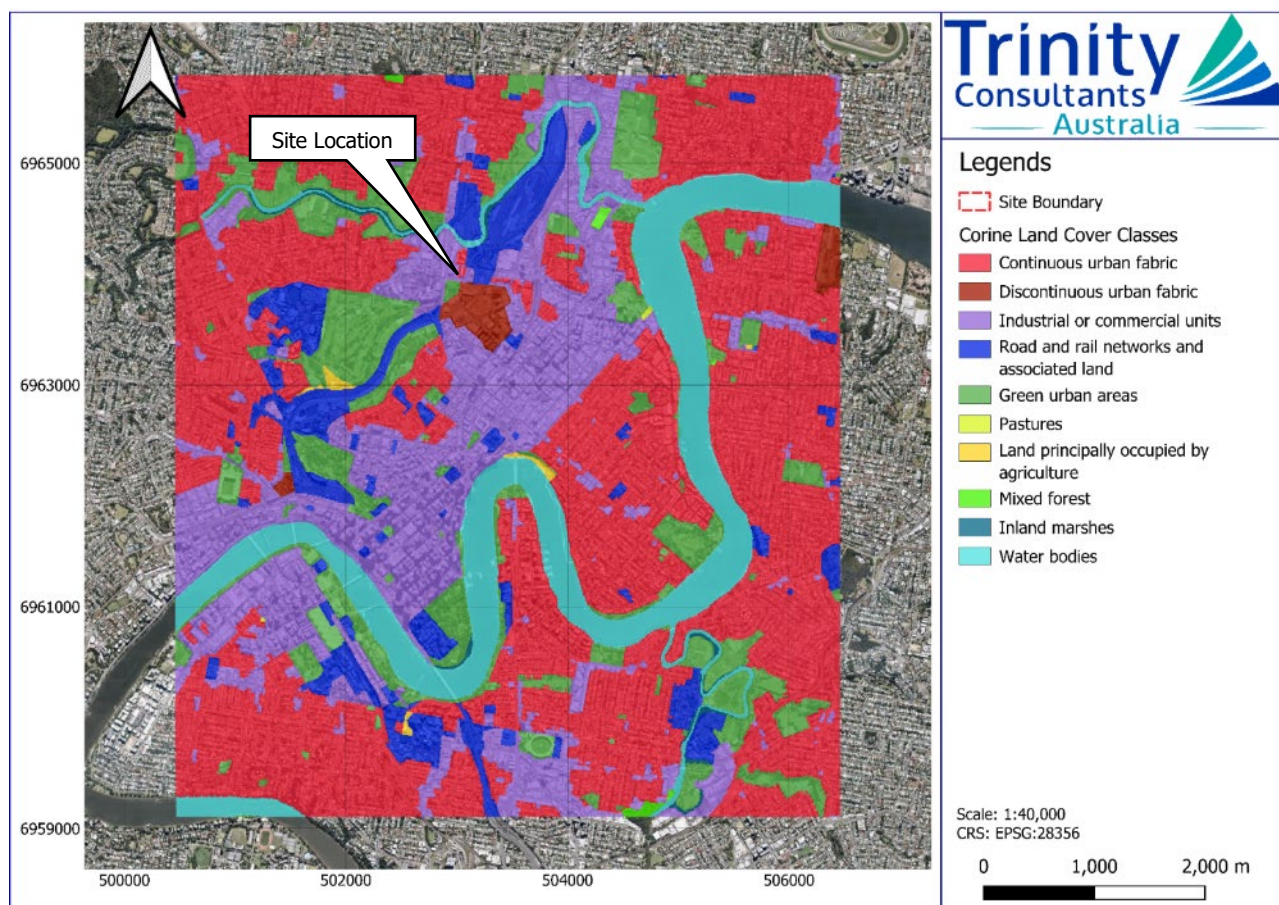 Site Location
6965000
6963000
6961000
6959000
500000
502000
504000
506000
Trinity
Consultants
Australia
Legends
Site Boundary
Corine Land Cover Classes
Continuous urban fabric
Discontinuous urban fabric
Industrial or commercial units
Road and rail networks and
associated land
Green urban areas
Pastures
Land principally occupied by
agriculture
Mixed forest
Inland marshes
Water bodies
Scale: 1:40,000
CRS: EPSG:28356
0 1,000 2,000 m